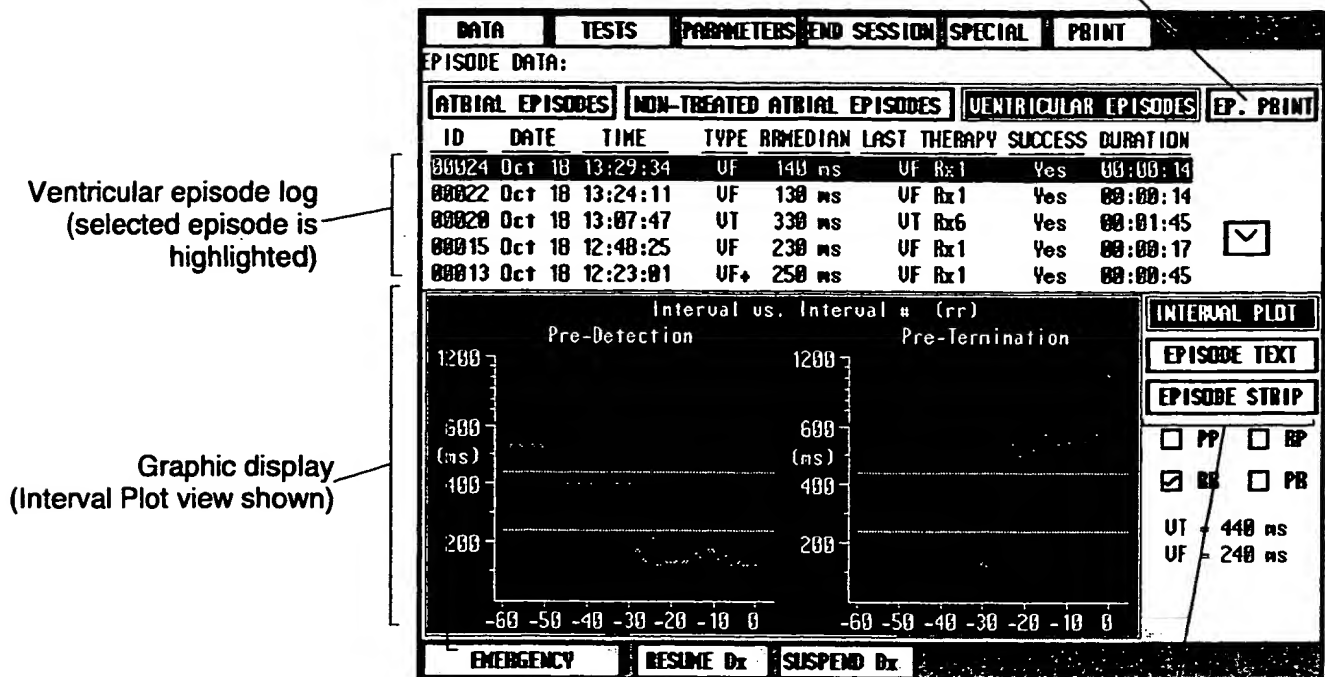 DATA TESTS PARAMETERS END SESSION SPECIAL PRINT
EPISODE DATA:
ATRIAL EPISODES NON-TREATED ATRIAL EPISODES VENTRICULAR EPISODES EP. PRINT
ID DATE TIME TYPE RRMEDIAN LAST THERAPY SUCCESS DURATION
00024 Oct 18 13:29:34 VF 140 ms VF Rx1 Yes 00:00:14
00022 Oct 18 13:24:11 VF 130 ms VF Rx1 Yes 00:00:14
00020 Oct 18 13:07:47 VT 330 ms VT Rx6 Yes 00:01:45
00015 Oct 18 12:48:25 VF 230 ms VF Rx1 Yes 00:00:17
00013 Oct 18 12:23:01 VF+ 250 ms VF Rx1 Yes 00:00:45
Ventricular episode log
(selected episode is
highlighted)
Interval vs. Interval # (rr)
Pre-Detection Pre-Termination
1200 1200
600 600
(ms) (ms)
400 400
200 200
-60 -50 -40 -30 -20 -10 0 -60 -50 -40 -30 -20 -10 0
INTERVAL PLOT
EPISODE TEXT
EPISODE STRIP
PP RP
RR PR
VT = 440 ms
VF = 240 ms
Graphic display
(Interval Plot view shown)
EMERGENCY RESUME Dx SUSPEND Dx